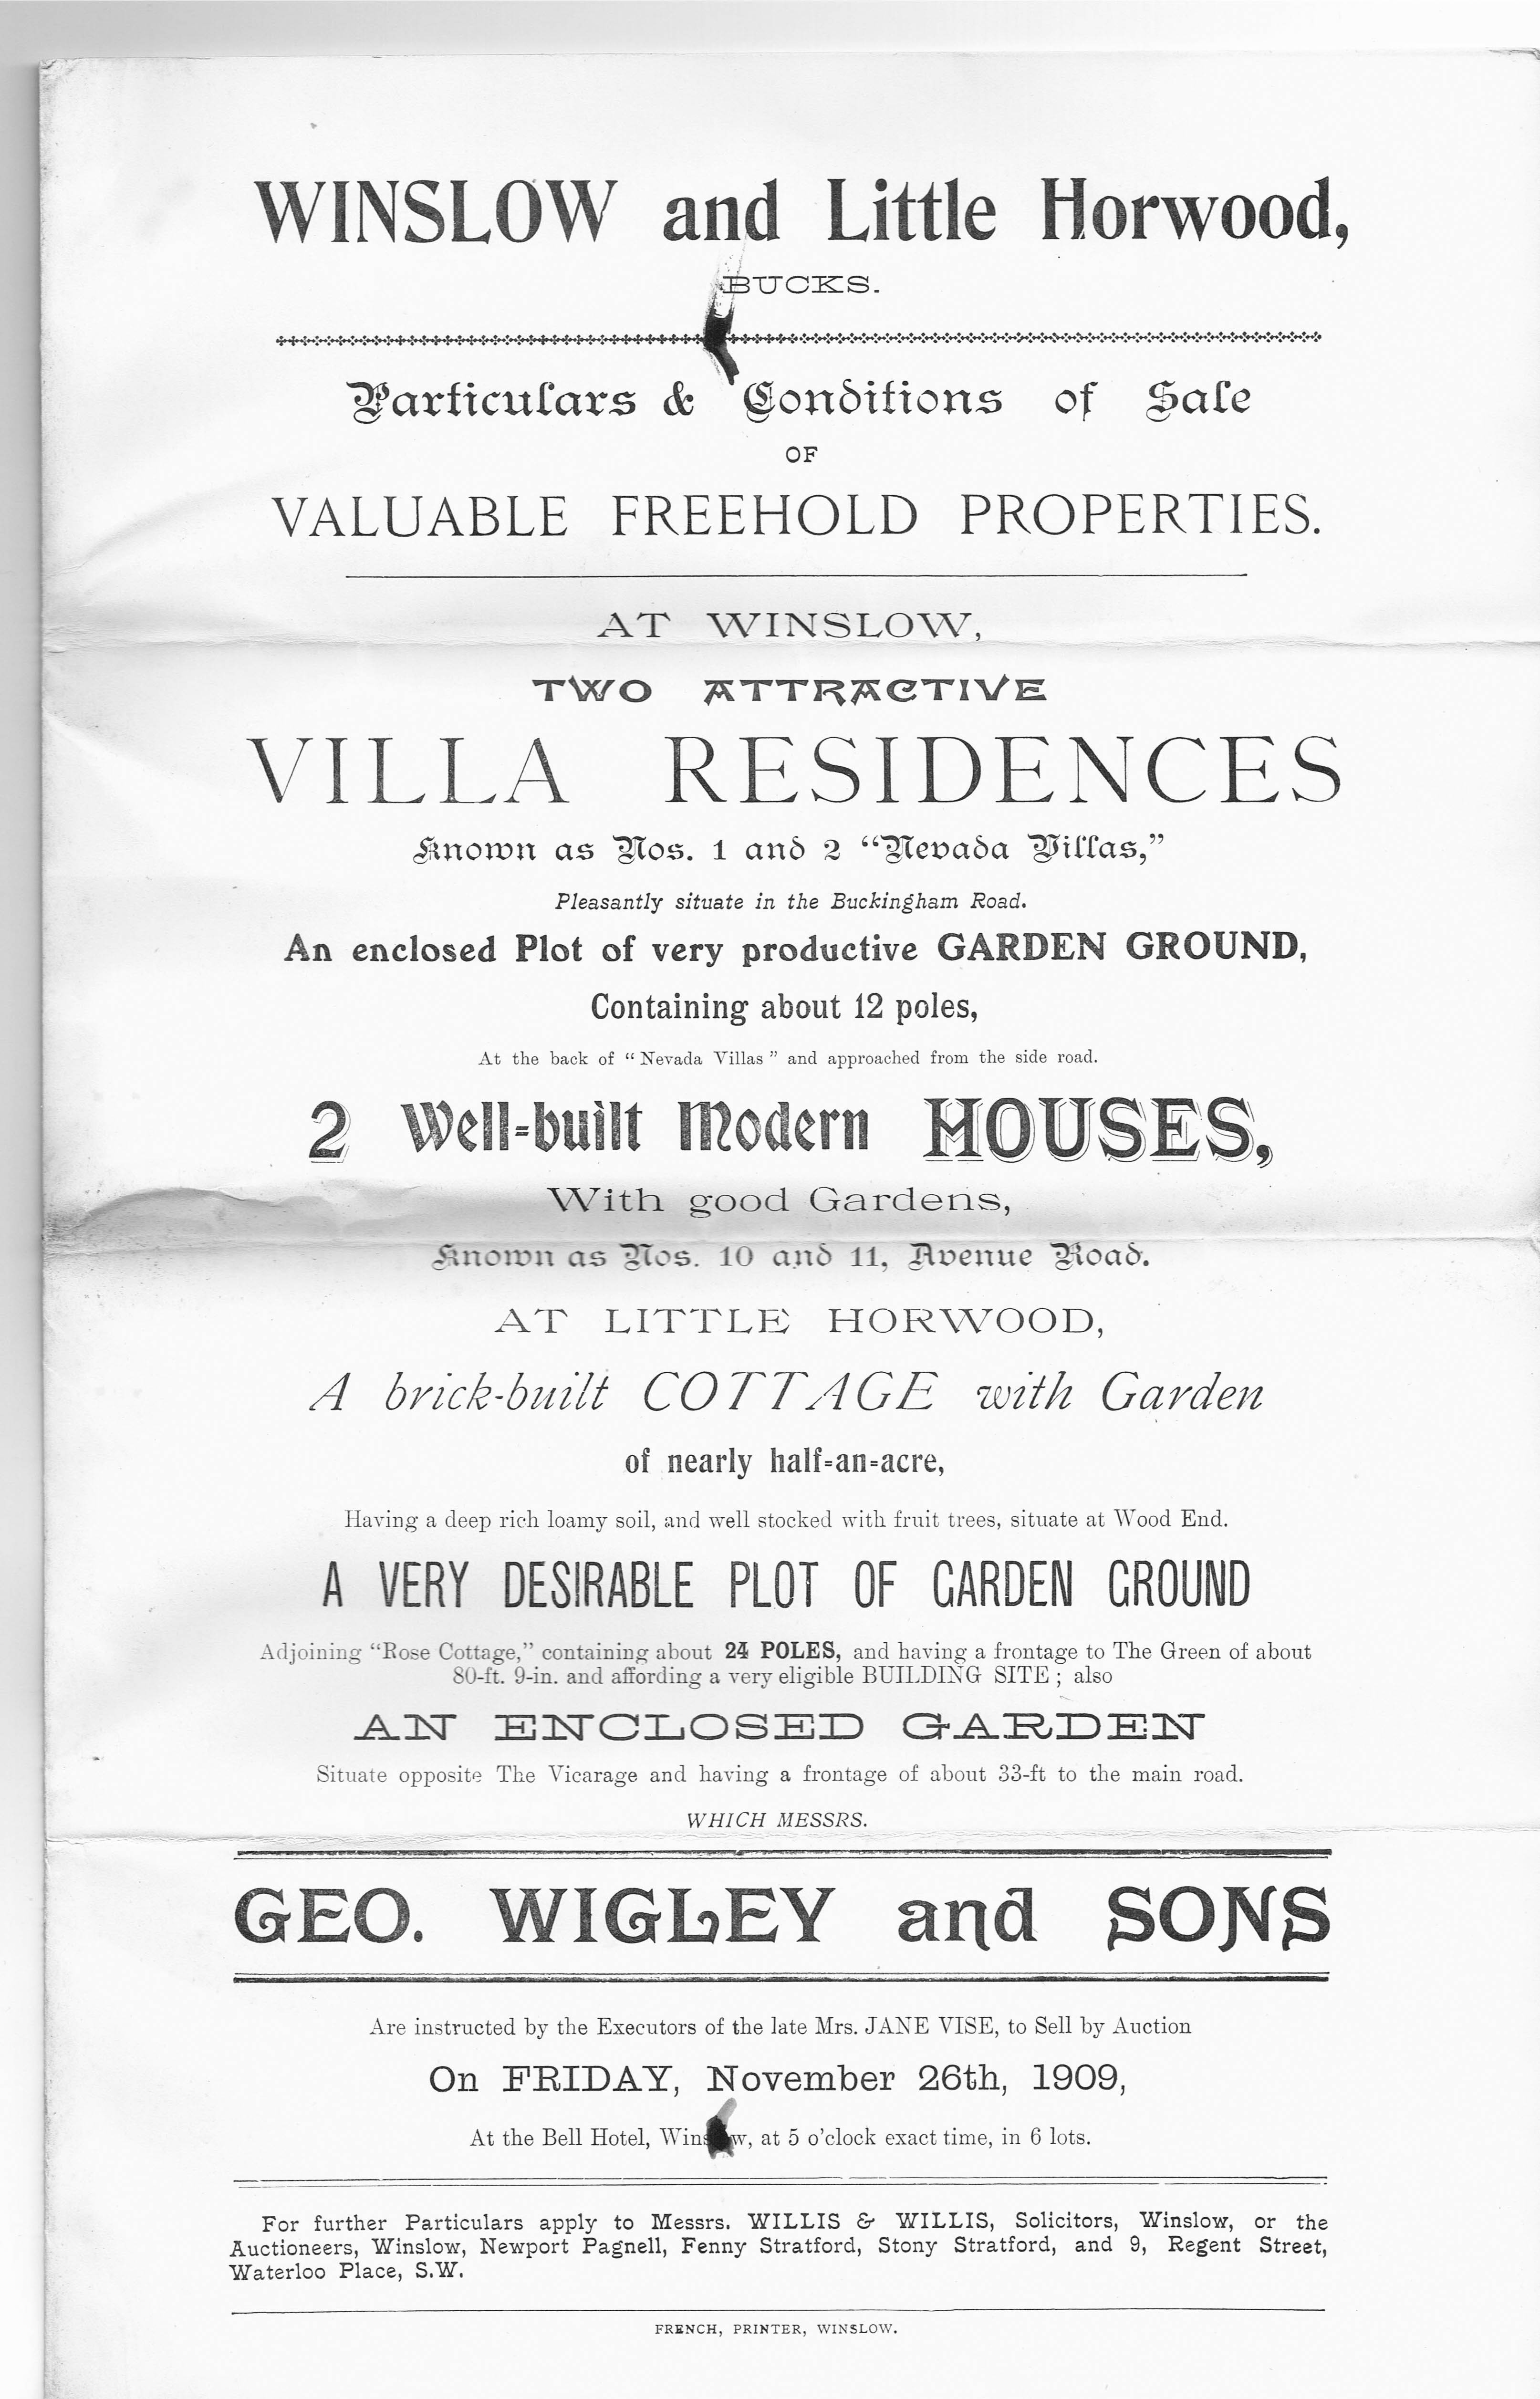 WINSLOW and Little Horwood,
BUCKS.
Particulars & Conditions of Sale
OF
VALUABLE FREEHOLD PROPERTIES.
AT WINSLOW,
TWO ATTRACTIVE
VILLA RESIDENCES
Known as Nos. 1 and 2 “Nevada Villas,”
Pleasantly situate in the Buckingham Road.
An enclosed Plot of very productive GARDEN GROUND,
Containing about 12 poles,
At the back of “Nevada Villas” and approached from the side road.
2 Well-built Modern HOUSES,
With good Gardens,
Known as Nos. 10 and 11, Avenue Road.
AT LITTLE HORWOOD,
A brick-built COTTAGE with Garden
of nearly half-an-acre,
Having a deep rich loamy soil, and well stocked with fruit trees, situate at Wood End.
A VERY DESIRABLE PLOT OF GARDEN GROUND
Adjoining “Rose Cottage,” containing about 24 POLES, and having a frontage to The Green of about
80-ft. 9-in. and affording a very eligible BUILDING SITE; also
AN ENCLOSED GARDEN
Situate opposite The Vicarage and having a frontage of about 33-ft to the main road.
WHICH MESSRS.
GEO. WIGLEY and SONS
Are instructed by the Executors of the late Mrs. JANE VISE, to Sell by Auction
On FRIDAY, November 26th, 1909,
At the Bell Hotel, Winslow, at 5 o’clock exact time, in 6 lots.
For further Particulars apply to Messrs. WILLIS & WILLIS, Solicitors, Winslow, or the
Auctioneers, Winslow, Newport Pagnell, Fenny Stratford, Stony Stratford, and 9, Regent Street,
Waterloo Place, S.W.
FRENCH, PRINTER, WINSLOW.